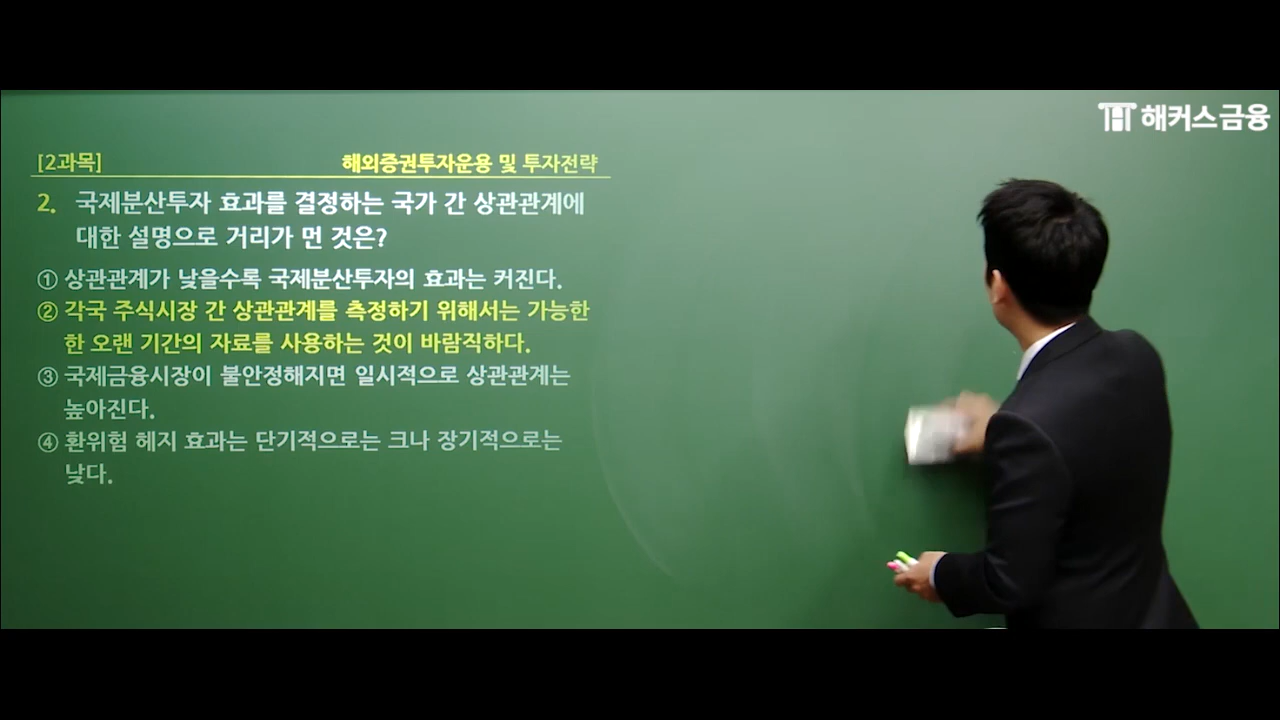 해커스금융
[2과목] 해외증권투자운용 및 투자전략
2. 국제분산투자 효과를 결정하는 국가 간 상관관계에
대한 설명으로 거리가 먼 것은?
① 상관관계가 낮을수록 국제분산투자의 효과는 커진다.
② 각국 주식시장 간 상관관계를 측정하기 위해서는 가능한
한 오랜 기간의 자료를 사용하는 것이 바람직하다.
③ 국제금융시장이 불안정해지면 일시적으로 상관관계는
높아진다.
④ 환위험 헤지 효과는 단기적으로는 크나 장기적으로는
낮다.